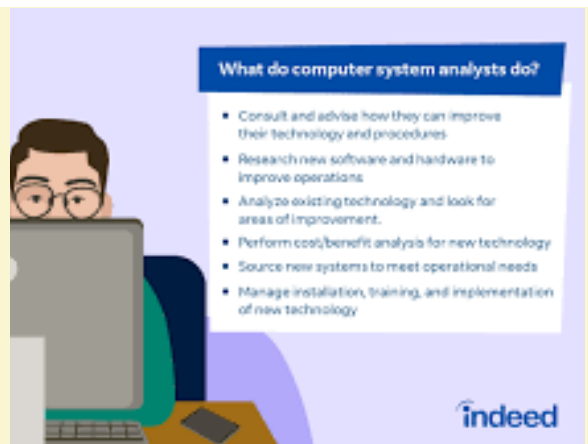 What do computer system analysts do?
• Consult and advise how they can improve
their technology and procedures
• Research new software and hardware to
improve operations
• Analyze existing technology and look for
areas of improvement.
• Perform cost/benefit analysis for new technology
• Source new systems to meet operational needs
• Manage installation, training, and implementation
of new technology
indeed